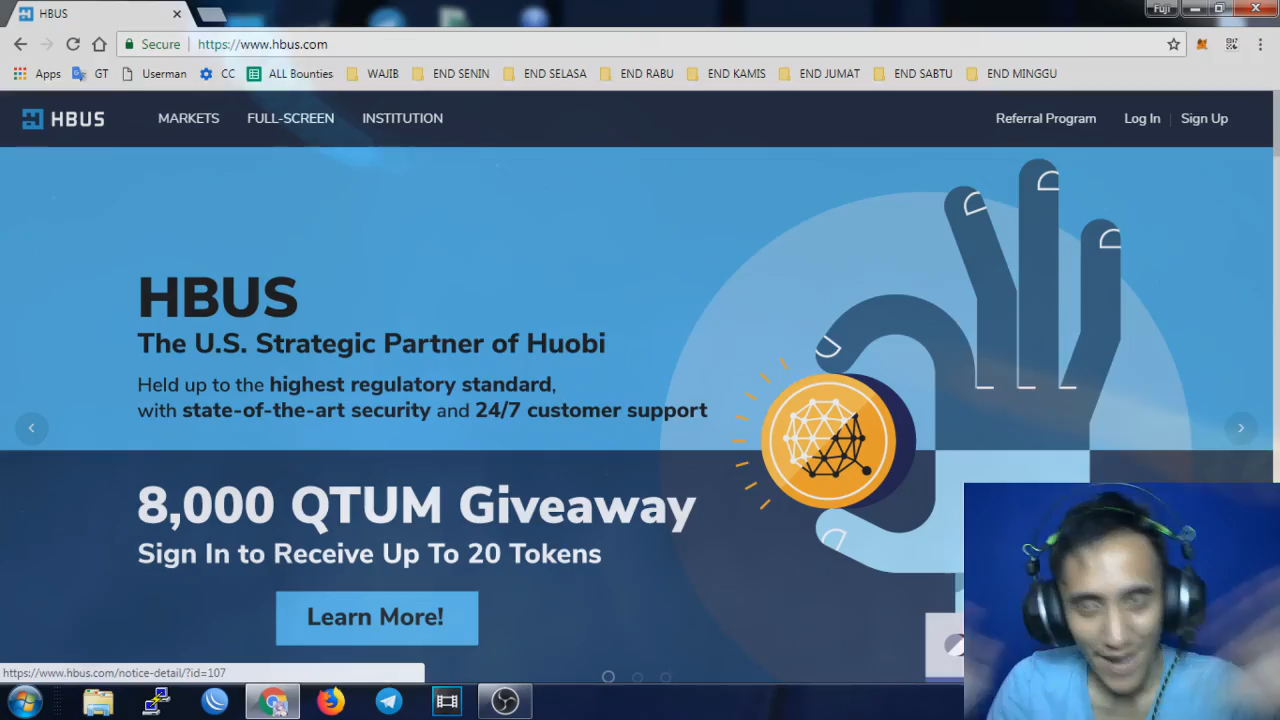 HBUS
Fuji
Secure
https://www.hbus.com
Apps
GT
Userman
CC
ALL Bounties
WAJIB
END SENIN
END SELASA
END RABU
END KAMIS
END JUMAT
END SABTU
END MINGGU
HBUS
MARKETS
FULL-SCREEN
INSTITUTION
Referral Program
Log In
Sign Up
HBUS
The U.S. Strategic Partner of Huobi
Held up to the highest regulatory standard,
with state-of-the-art security and 24/7 customer support
8,000 QTUM Giveaway
Sign In to Receive Up To 20 Tokens
Learn More!
https://www.hbus.com/notice-detail/?id=107